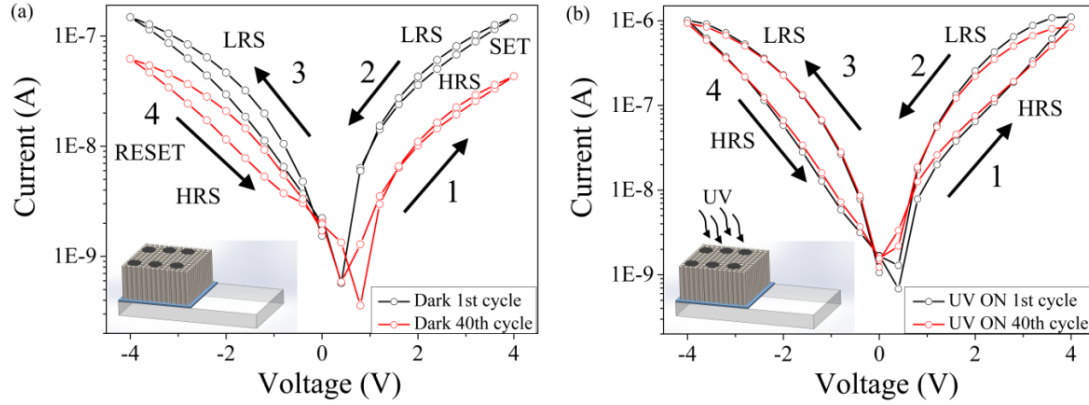 (a)
Current (A)
1E-7
1E-8
1E-9
LRS
3
4
RESET
HRS
LRS
SET
2
HRS
1
Dark 1st cycle
Dark 40th cycle
-4
-2
0
2
4
Voltage (V)
(b)
Current (A)
1E-6
1E-7
1E-8
1E-9
LRS
3
4
HRS
LRS
2
HRS
1
UV
UV ON 1st cycle
UV ON 40th cycle
-4
-2
0
2
4
Voltage (V)